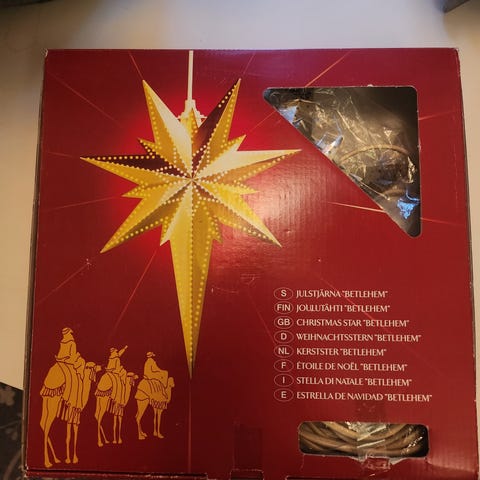 S JULSTJÄRNA "BETLEHEM"
FIN JOULUTÄHTI "BETLEHEM"
GB CHRISTMAS STAR "BETLEHEM"
D WEIHNACHTSSTERN "BETLEHEM"
NL KERSTSTER "BETLEHEM"
F ÉTOILE DE NOËL "BETLEHEM"
I STELLA DI NATALE "BETLEHEM"
E ESTRELLA DE NAVIDAD "BETLEHEM"